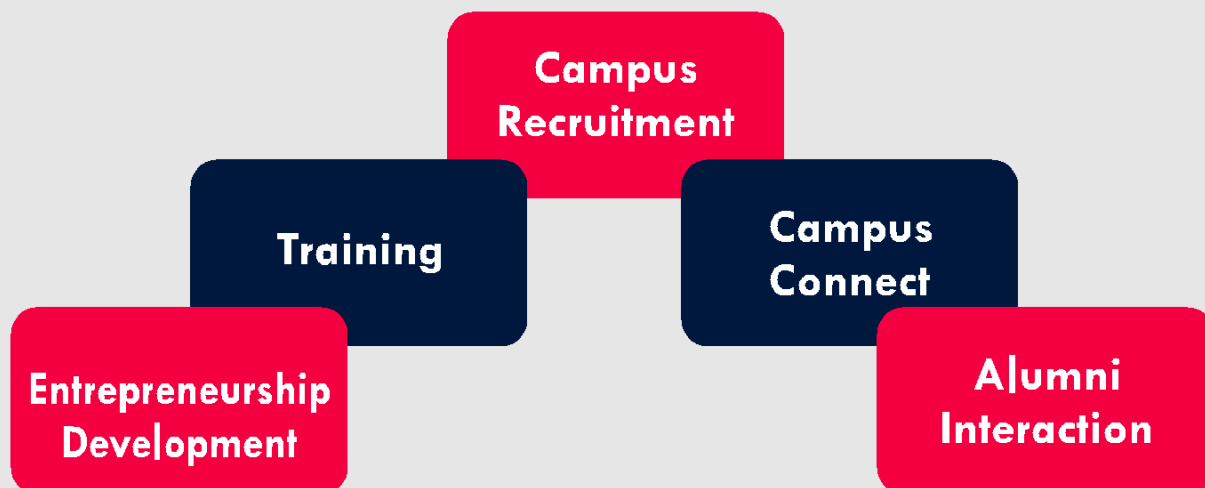 Campus
Recruitment
Training
Campus
Connect
Entrepreneurship
Development
Alumni
Interaction